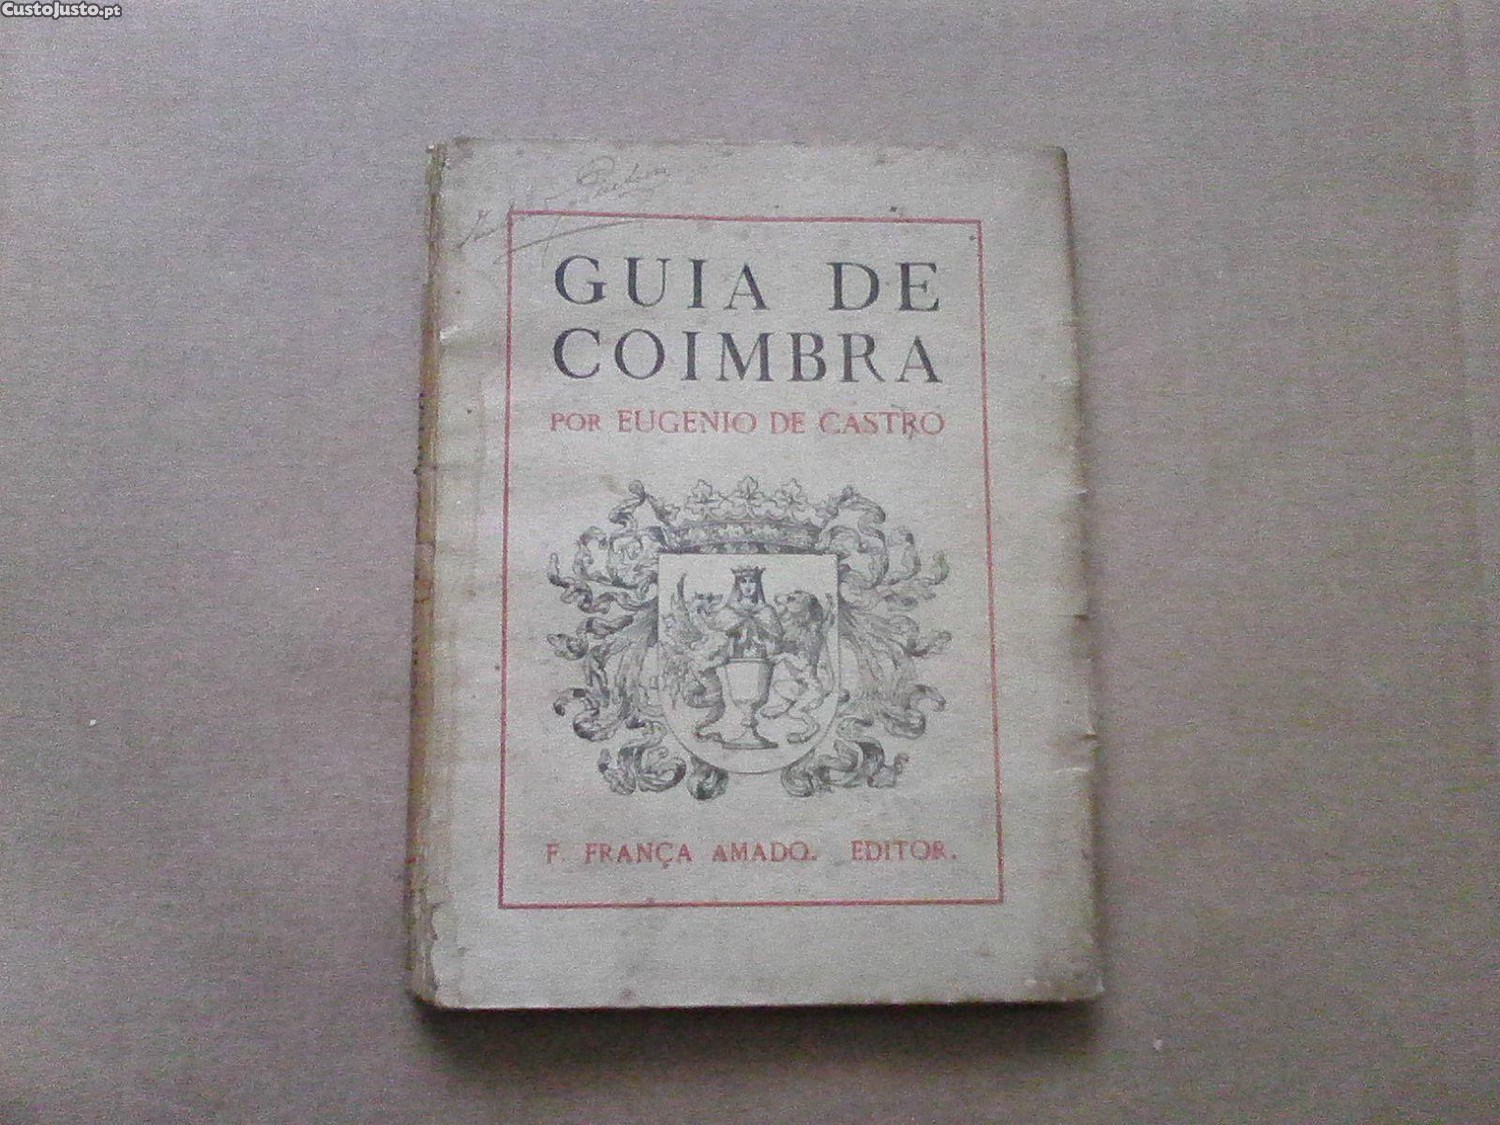 CustoJusto.pt
GUIA DE
COIMBRA
POR EUGENIO DE CASTRO
F. FRANÇA AMADO. EDITOR.